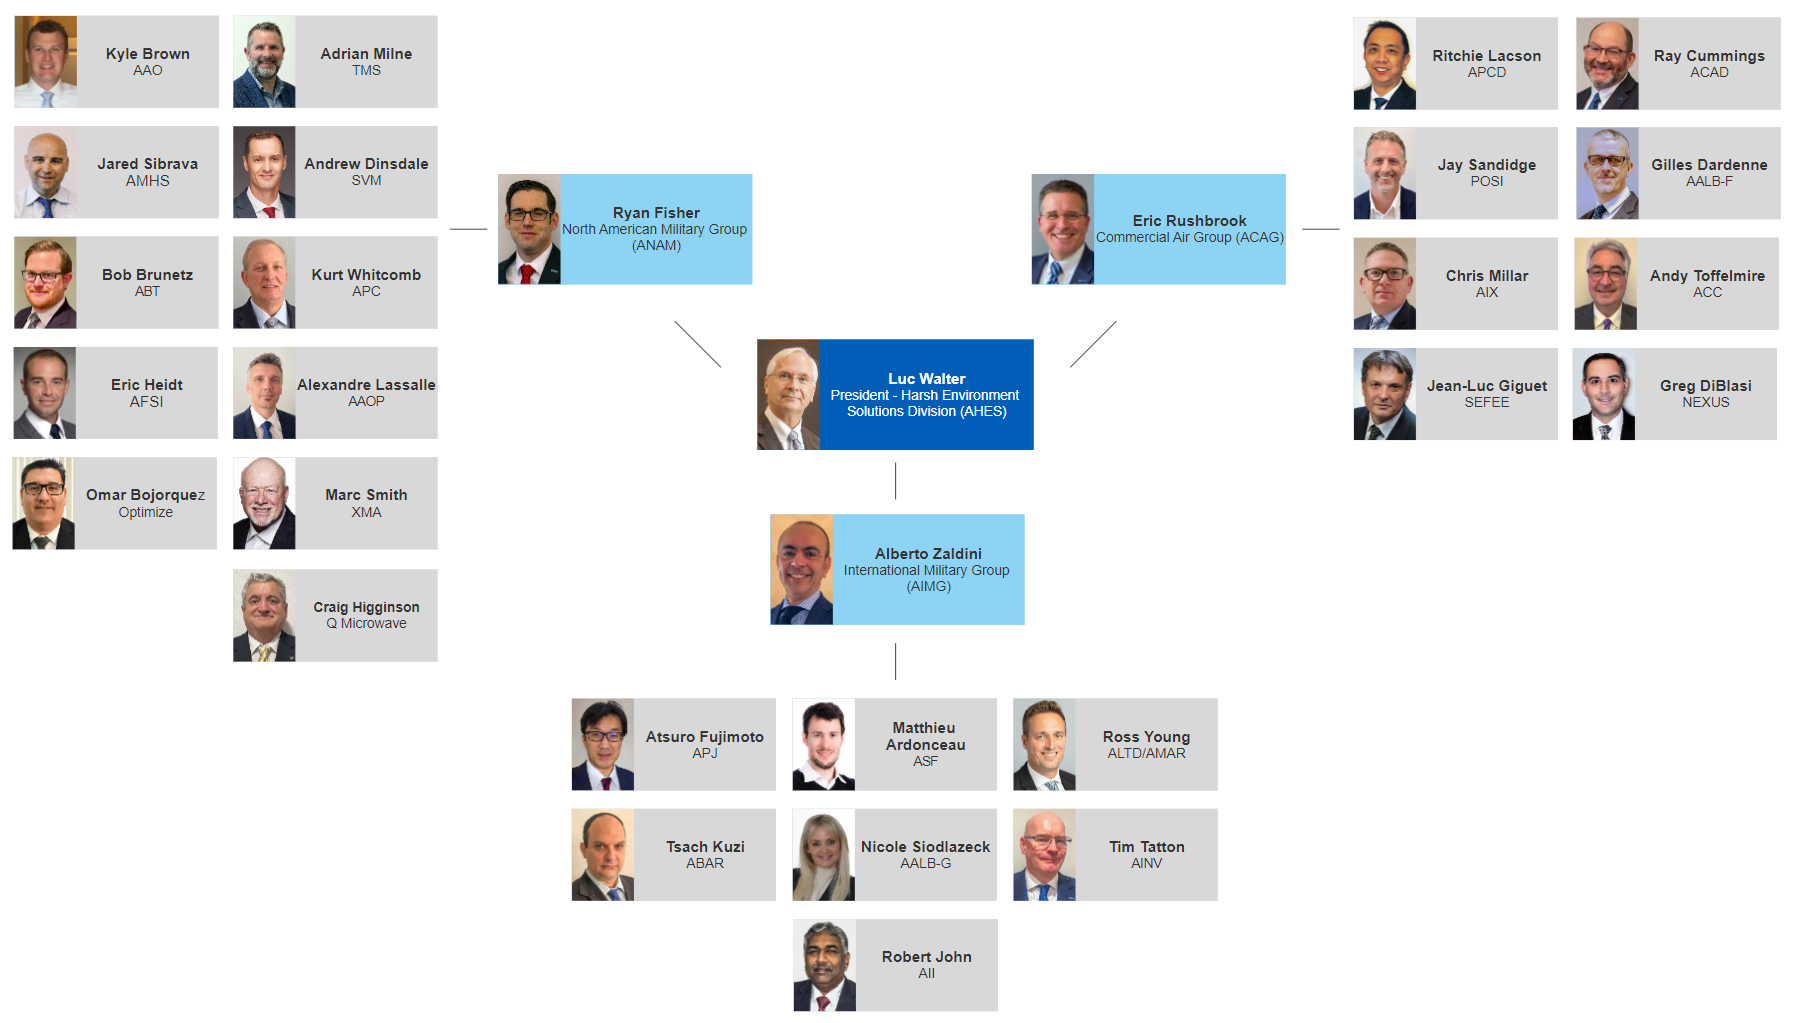 Kyle Brown
AAO
Adrian Milne
TMS
Jared Sibrava
AMHS
Andrew Dinsdale
SVM
Bob Brunetz
ABT
Kurt Whitcomb
APC
Eric Heidt
AFSI
Alexandre Lassalle
AAOP
Omar Bojorquez
Optimize
Marc Smith
XMA
Craig Higginson
Q Microwave
Ryan Fisher
North American Military Group
(ANAM)
Eric Rushbrook
Commercial Air Group (ACAG)
Ritchie Lacson
APCD
Ray Cummings
ACAD
Jay Sandidge
POSI
Gilles Dardenne
AALB-F
Chris Millar
AIX
Andy Toffelmire
ACC
Jean-Luc Giguet
SEFEE
Greg DiBlasi
NEXUS
Luc Walter
President - Harsh Environment
Solutions Division (AHES)
Alberto Zaldini
International Military Group
(AIMG)
Atsuro Fujimoto
APJ
Matthieu
Ardonceau
ASF
Ross Young
ALTD/AMAR
Tsach Kuzi
ABAR
Nicole Siodlazeck
AALB-G
Tim Tatton
AINV
Robert John
AII